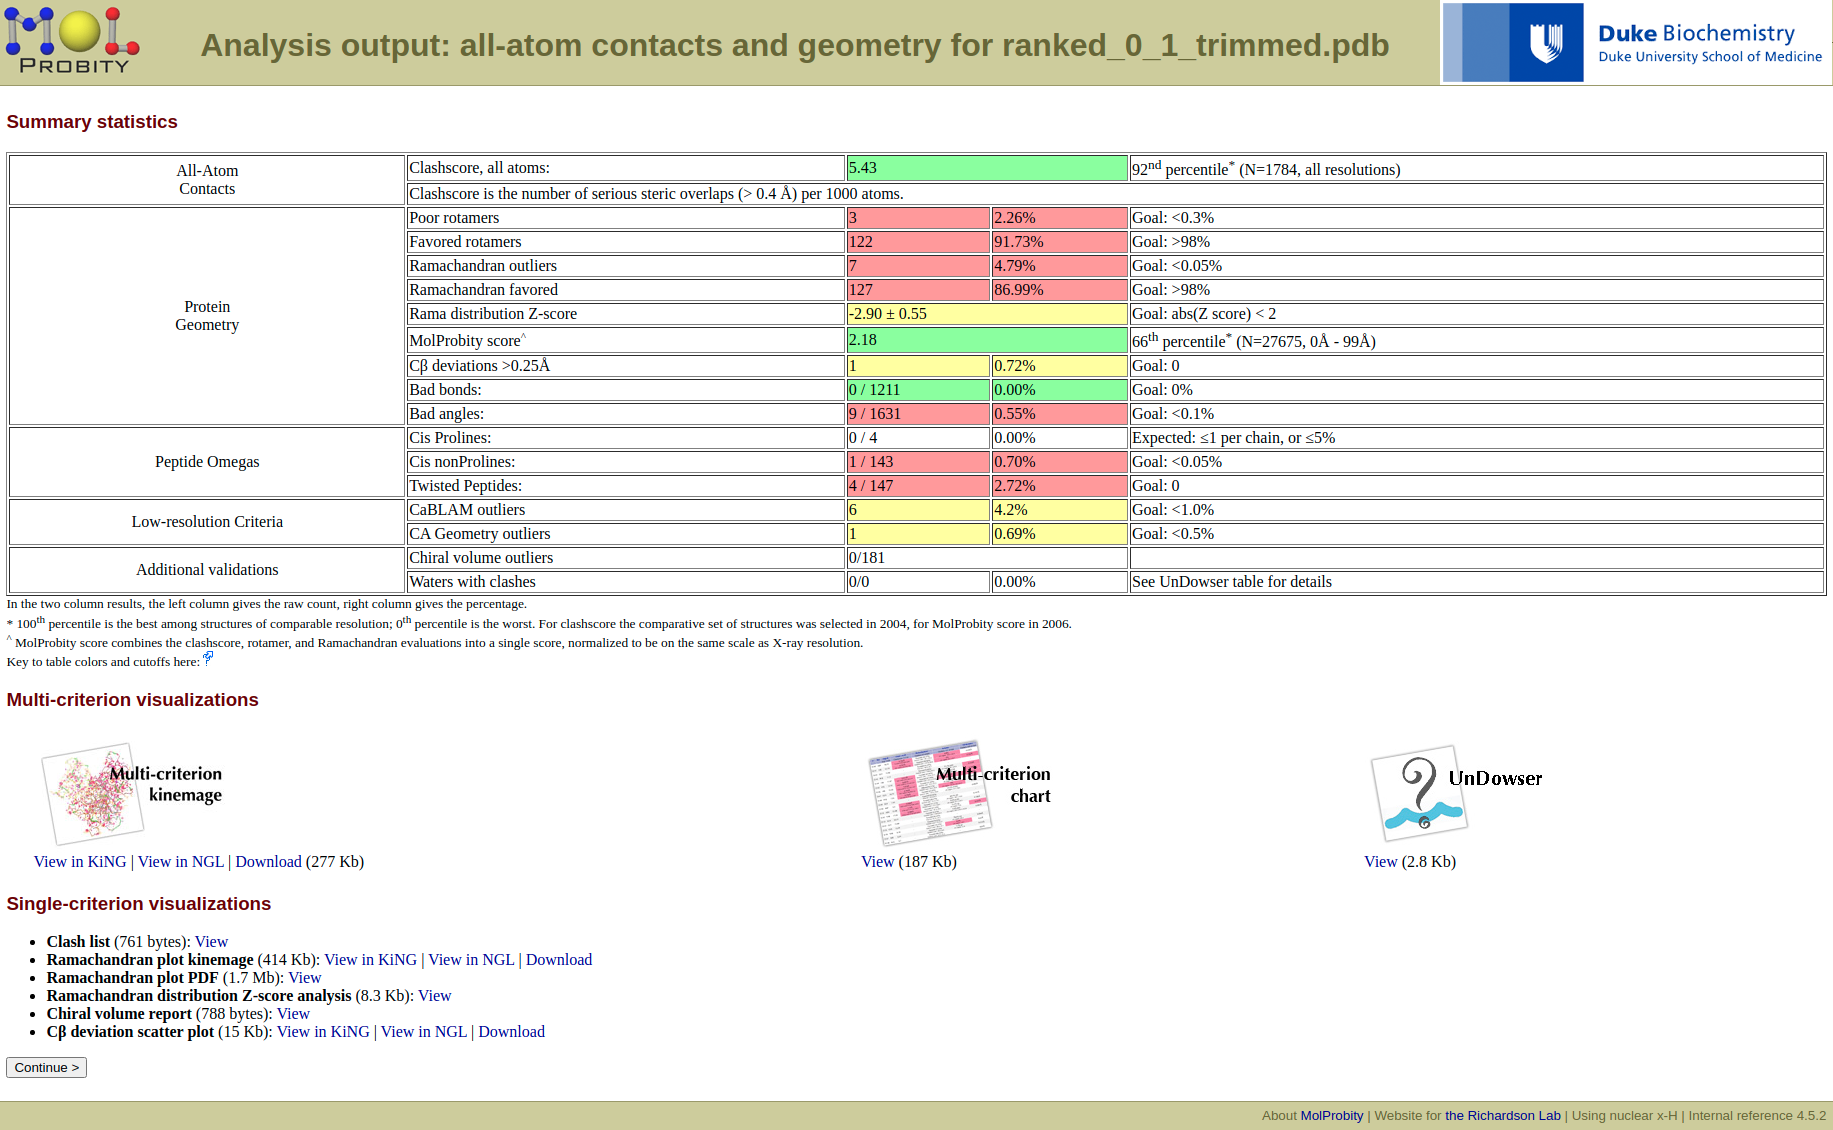 PROBITY
Analysis output: all-atom contacts and geometry for ranked_0_1_trimmed.pdb
Duke Biochemistry
Duke University School of Medicine
Summary statistics
All-Atom
Contacts
Clashscore, all atoms: 5.43 92nd percentile* (N=1784, all resolutions)
Clashscore is the number of serious steric overlaps (> 0.4 Å) per 1000 atoms.
Protein
Geometry
Poor rotamers 3 2.26% Goal: <0.3%
Favored rotamers 122 91.73% Goal: >98%
Ramachandran outliers 7 4.79% Goal: <0.05%
Ramachandran favored 127 86.99% Goal: >98%
Rama distribution Z-score -2.90 ± 0.55 Goal: abs(Z score) < 2
MolProbity score^ 2.18 66th percentile* (N=27675, 0Å - 99Å)
Cβ deviations >0.25Å 1 0.72% Goal: 0
Bad bonds: 0 / 1211 0.00% Goal: 0%
Bad angles: 9 / 1631 0.55% Goal: <0.1%
Peptide Omegas
Cis Prolines: 0 / 4 0.00% Expected: ≤1 per chain, or ≤5%
Cis nonProlines: 1 / 143 0.70% Goal: <0.05%
Twisted Peptides: 4 / 147 2.72% Goal: 0
Low-resolution Criteria
CaBLAM outliers 6 4.2% Goal: <1.0%
CA Geometry outliers 1 0.69% Goal: <0.5%
Additional validations
Chiral volume outliers 0/181
Waters with clashes 0/0 0.00% See UnDowser table for details
In the two column results, the left column gives the raw count, right column gives the percentage.
* 100th percentile is the best among structures of comparable resolution; 0th percentile is the worst. For clashscore the comparative set of structures was selected in 2004, for MolProbity score in 2006.
^ MolProbity score combines the clashscore, rotamer, and Ramachandran evaluations into a single score, normalized to be on the same scale as X-ray resolution.
Key to table colors and cutoffs here:
Multi-criterion visualizations
Multi-criterion
kinemage
Multi-criterion
chart
UnDowser
View in KiNG | View in NGL | Download (277 Kb)
View (187 Kb)
View (2.8 Kb)
Single-criterion visualizations
• Clash list (761 bytes): View
• Ramachandran plot kinemage (414 Kb): View in KiNG | View in NGL | Download
• Ramachandran plot PDF (1.7 Mb): View
• Ramachandran distribution Z-score analysis (8.3 Kb): View
• Chiral volume report (788 bytes): View
• Cβ deviation scatter plot (15 Kb): View in KiNG | View in NGL | Download
Continue >
About MolProbity | Website for the Richardson Lab | Using nuclear x-H | Internal reference 4.5.2